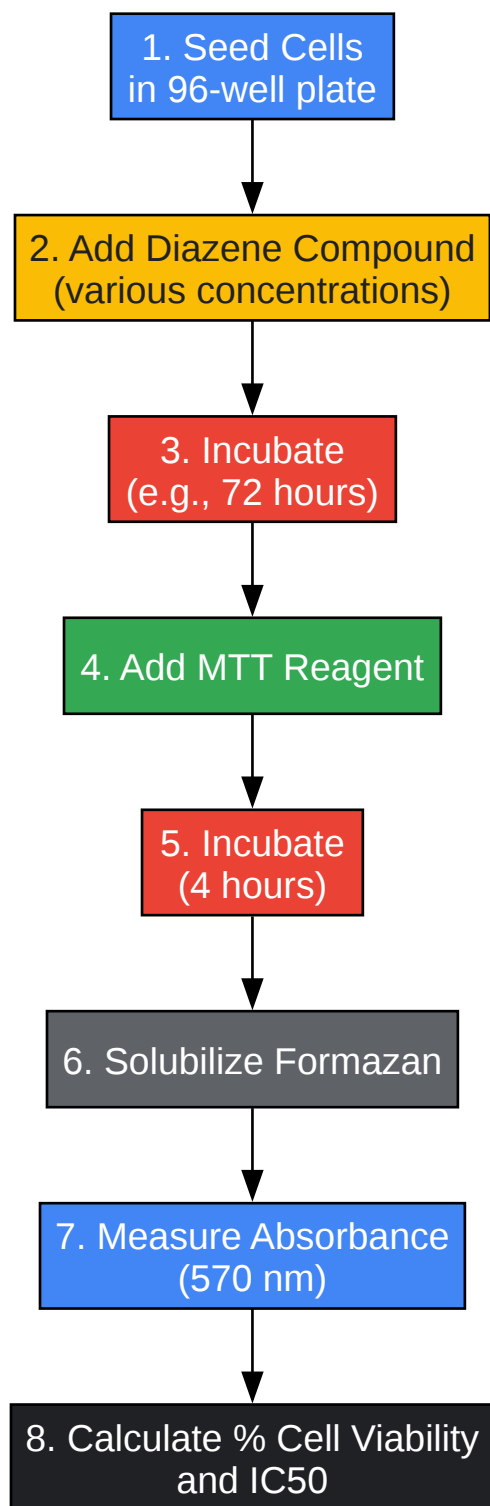 1. Seed Cells
in 96-well plate
2. Add Diazene Compound
(various concentrations)
3. Incubate
(e.g., 72 hours)
4. Add MTT Reagent
5. Incubate
(4 hours)
6. Solubilize Formazan
7. Measure Absorbance
(570 nm)
8. Calculate % Cell Viability
and IC50